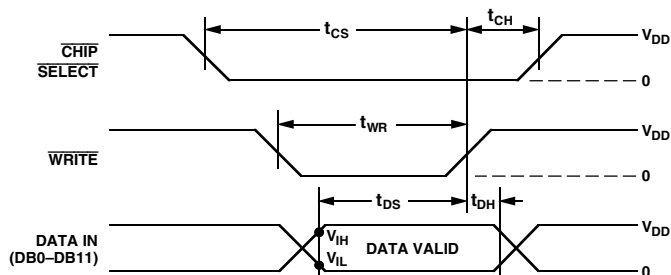 tCS
tCH
CHIP
SELECT
VDD
0
tWR
WRITE
VDD
0
tDS
tDH
DATA IN
(DB0–DB11)
VIH
VIL
DATA VALID
VDD
0